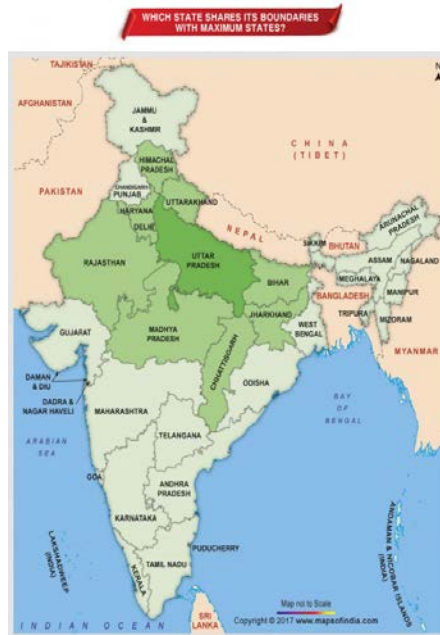 WHICH STATE SHARES ITS BOUNDARIES
WITH MAXIMUM STATES?
TAJIKISTAN
AFGHANISTAN
N
JAMMU
&
KASHMIR
CHINA
(TIBET)
HIMACHAL
PRADESH
PAKISTAN
CHANDIGARH
PUNJAB
UTTARAKHAND
HARYANA
DELHI
NEPAL
ARUNACHAL
PRADESH
SIKKIM
BHUTAN
RAJASTHAN
UTTAR
PRADESH
ASSAM
NAGALAND
BIHAR
MEGHALAYA
MANIPUR
BANGLADESH
JHARKHAND
TRIPURA
MIZORAM
GUJARAT
MADHYA
PRADESH
WEST
BENGAL
CHHATTISGARH
MYANMAR
DAMAN
& DIU
ODISHA
DADRA &
NAGAR HAVELI
MAHARASHTRA
BAY
OF
BENGAL
ARABIAN
SEA
TELANGANA
GOA
ANDHRA
PRADESH
KARNATAKA
LAKSHADWEEP
(INDIA)
PUDUCHERRY
ANDAMAN & NICOBAR ISLANDS
(INDIA)
KERALA
TAMIL NADU
SRI
LANKA
Map not to Scale
Copyright © 2017 www.mapsofindia.com
INDIAN OCEAN